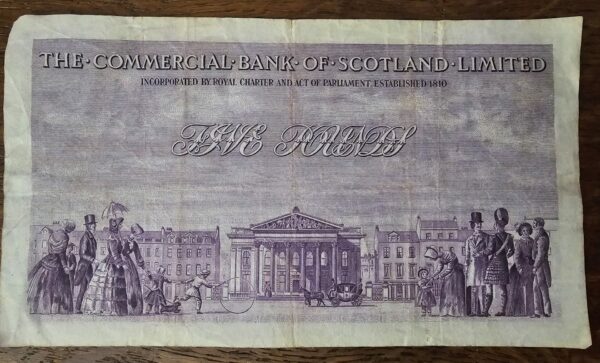 THE·COMMERCIAL·BANK·OF·SCOTLAND·LIMITED
INCORPORATED BY ROYAL CHARTER AND ACT OF PARLIAMENT. ESTABLISHED 1810
FIVE POUNDS